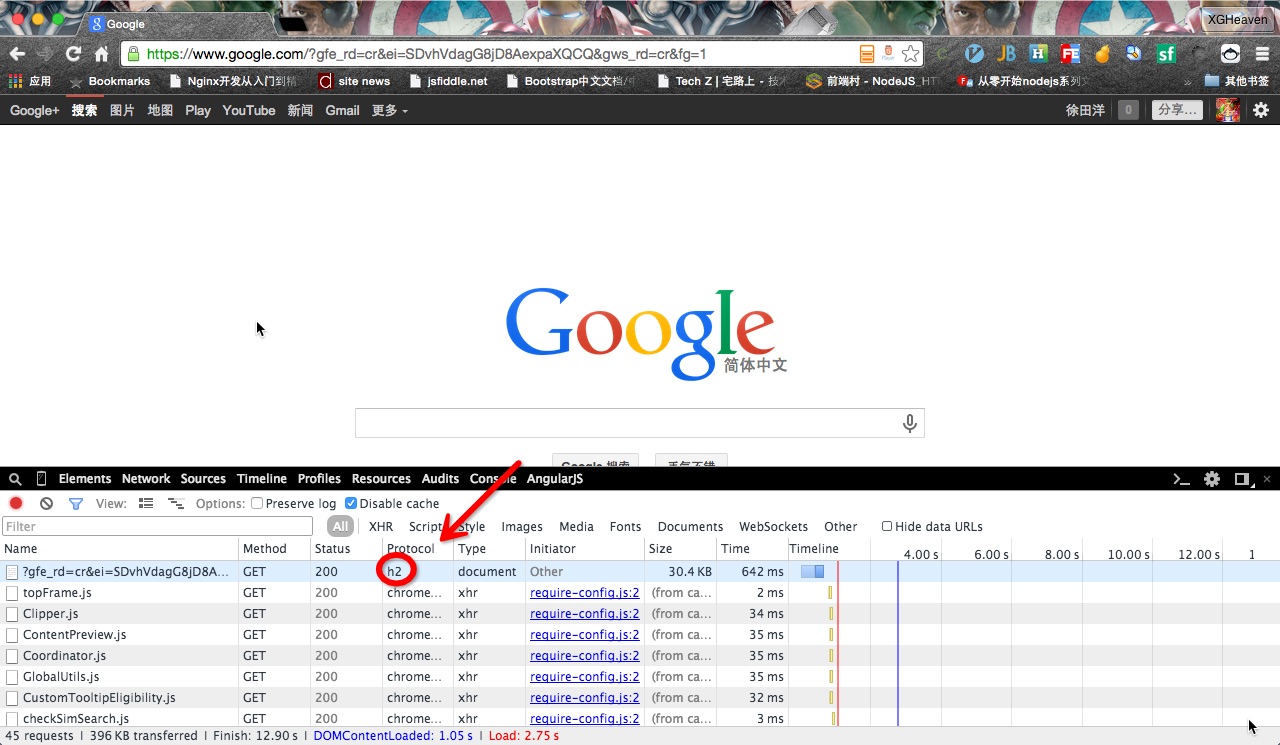 Google
XGHeaven
https://www.google.com/?gfe_rd=cr&ei=SDvhVdagG8jD8AexpaXQCQ&gws_rd=cr&fg=1
应用 Bookmarks Nginx开发从入门到精 site news jsfiddle.net Bootstrap中文文档/ Tech Z | 宅路上 - 技 前端村 - NodeJS_HT 从零开始nodejs系列 » 其他书签
Google+ 搜索 图片 地图 Play YouTube 新闻 Gmail 更多 徐田洋 0 分享…
Google
简体中文
Google 搜索 手气不错
Elements Network Sources Timeline Profiles Resources Audits AngularJS
View: Options: Preserve log Disable cache
Filter All XHR Script Style Images Media Fonts Documents WebSockets Other Hide data URLs
Name Method Status Protocol Type Initiator Size Time Timeline 4.00 s 6.00 s 8.00 s 10.00 s 12.00 s 1
?gfe_rd=cr&ei=SDvhVdagG8jD8A... GET 200 h2 document Other 30.4 KB 642 ms
topFrame.js GET 200 chrome... xhr require-config.js:2 (from ca... 2 ms
Clipper.js GET 200 chrome... xhr require-config.js:2 (from ca... 34 ms
ContentPreview.js GET 200 chrome... xhr require-config.js:2 (from ca... 35 ms
Coordinator.js GET 200 chrome... xhr require-config.js:2 (from ca... 35 ms
GlobalUtils.js GET 200 chrome... xhr require-config.js:2 (from ca... 35 ms
CustomTooltipEligibility.js GET 200 chrome... xhr require-config.js:2 (from ca... 32 ms
checkSimSearch.js GET 200 chrome... xhr require-config.js:2 (from ca... 3 ms
45 requests | 396 KB transferred | Finish: 12.90 s | DOMContentLoaded: 1.05 s | Load: 2.75 s